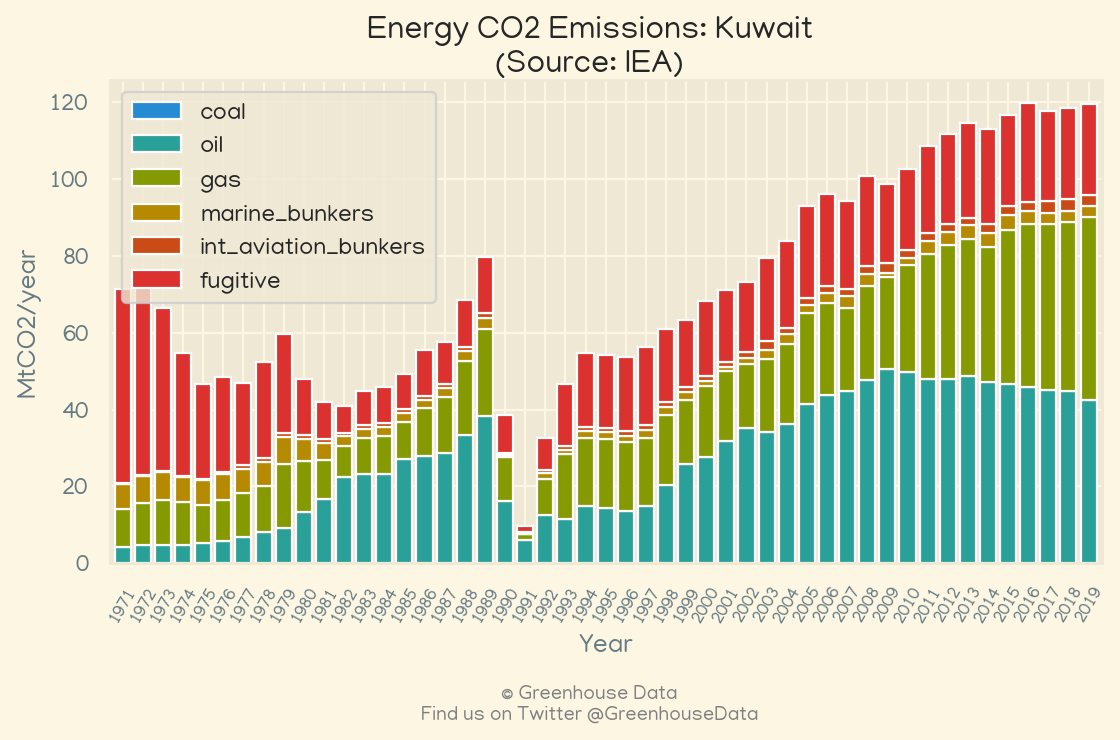 Energy CO2 Emissions: Kuwait
(Source: IEA)
coal
oil
gas
marine_bunkers
int_aviation_bunkers
fugitive
MtCO2/year
120
100
80
60
40
20
0
1971 1972 1973 1974 1975 1976 1977 1978 1979 1980 1981 1982 1983 1984 1985 1986 1987 1988 1989 1990 1991 1992 1993 1994 1995 1996 1997 1998 1999 2000 2001 2002 2003 2004 2005 2006 2007 2008 2009 2010 2011 2012 2013 2014 2015 2016 2017 2018 2019
Year
© Greenhouse Data
Find us on Twitter @GreenhouseData